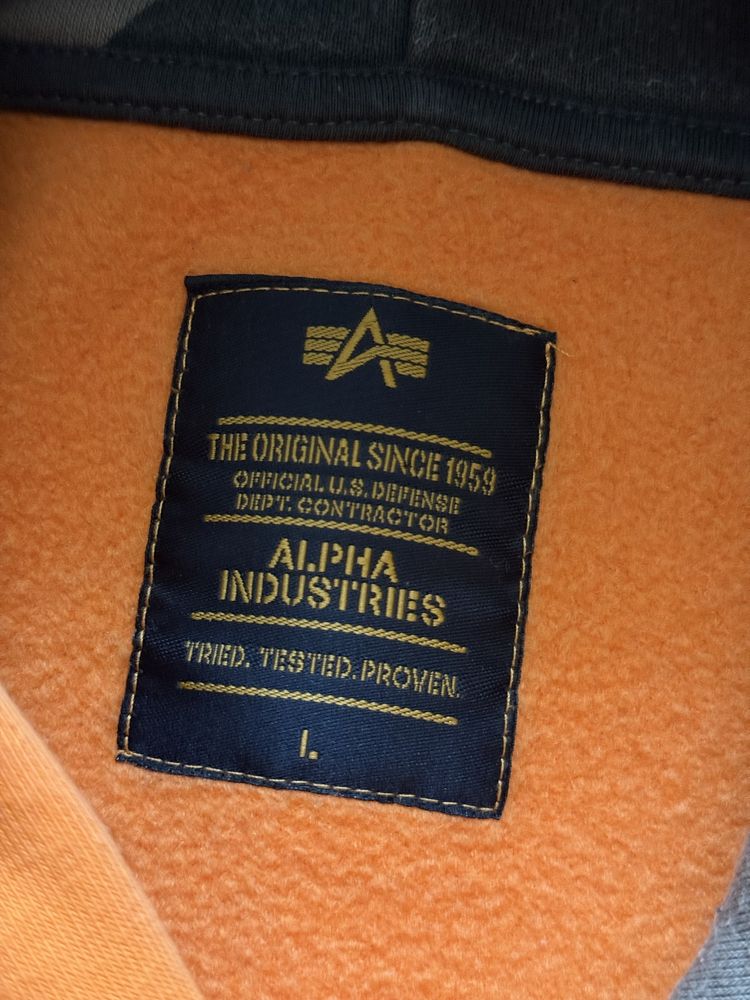 THE ORIGINAL SINCE 1959
OFFICIAL U.S. DEFENSE
DEPT. CONTRACTOR
ALPHA
INDUSTRIES
TRIED. TESTED. PROVEN.
L